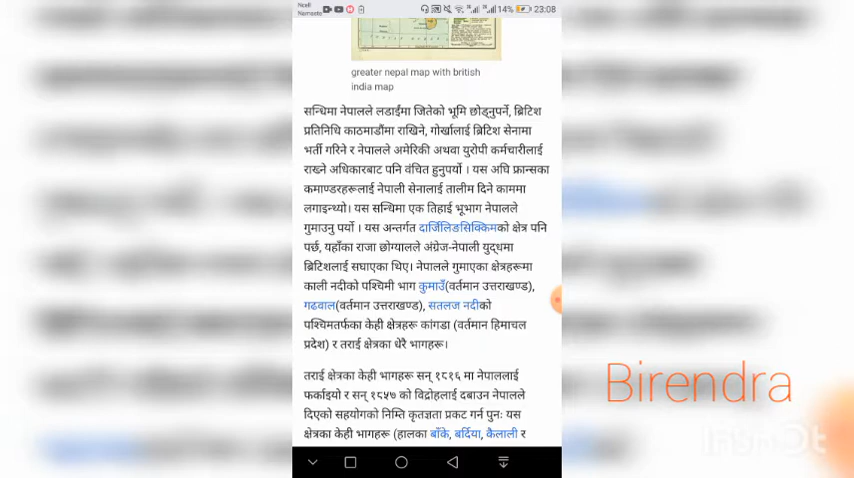 Ncell
Namaste
14%
23:08
greater nepal map with british
india map
सन्धिमा नेपालले लडाईंमा जितेको भूमि छोड्नुपर्ने, ब्रिटिश
प्रतिनिधि काठमाडौंमा राखिने, गोर्खालाई ब्रिटिश सेनामा
भर्ती गरिने र नेपालले अमेरिकी अथवा युरोपी कर्मचारीलाई
राख्ने अधिकारबाट पनि वंचित हुनुपर्यो । यस अघि फ्रान्सका
कमाण्डरहरूलाई नेपाली सेनालाई तालीम दिने काममा
लगाइन्थ्यो। यस सन्धिमा एक तिहाई भूभाग नेपालले
गुमाउनु पर्यो । यस अन्तर्गत दार्जिलिङसिक्किमको क्षेत्र पनि
पर्छ, यहाँका राजा छोग्यालले अंग्रेज-नेपाली युद्धमा
ब्रिटिशलाई सघाएका थिए। नेपालले गुमाएका क्षेत्रहरूमा
काली नदीको पश्चिमी भाग कुमाउँ(वर्तमान उत्तराखण्ड),
गढवाल(वर्तमान उत्तराखण्ड), सतलज नदीको
पश्चिमतर्फका केही क्षेत्रहरू कांगडा (वर्तमान हिमाचल
प्रदेश) र तराई क्षेत्रका धेरै भागहरू।
तराई क्षेत्रका केही भागहरू सन् १८१६ मा नेपाललाई
फर्काइयो र सन् १८५७ को विद्रोहलाई दबाउन नेपालले
दिएको सहयोगको निम्ति कृतज्ञता प्रकट गर्न पुनः यस
क्षेत्रका केही भागहरू (हालका बाँके, बर्दिया, कैलाली र
Birendra